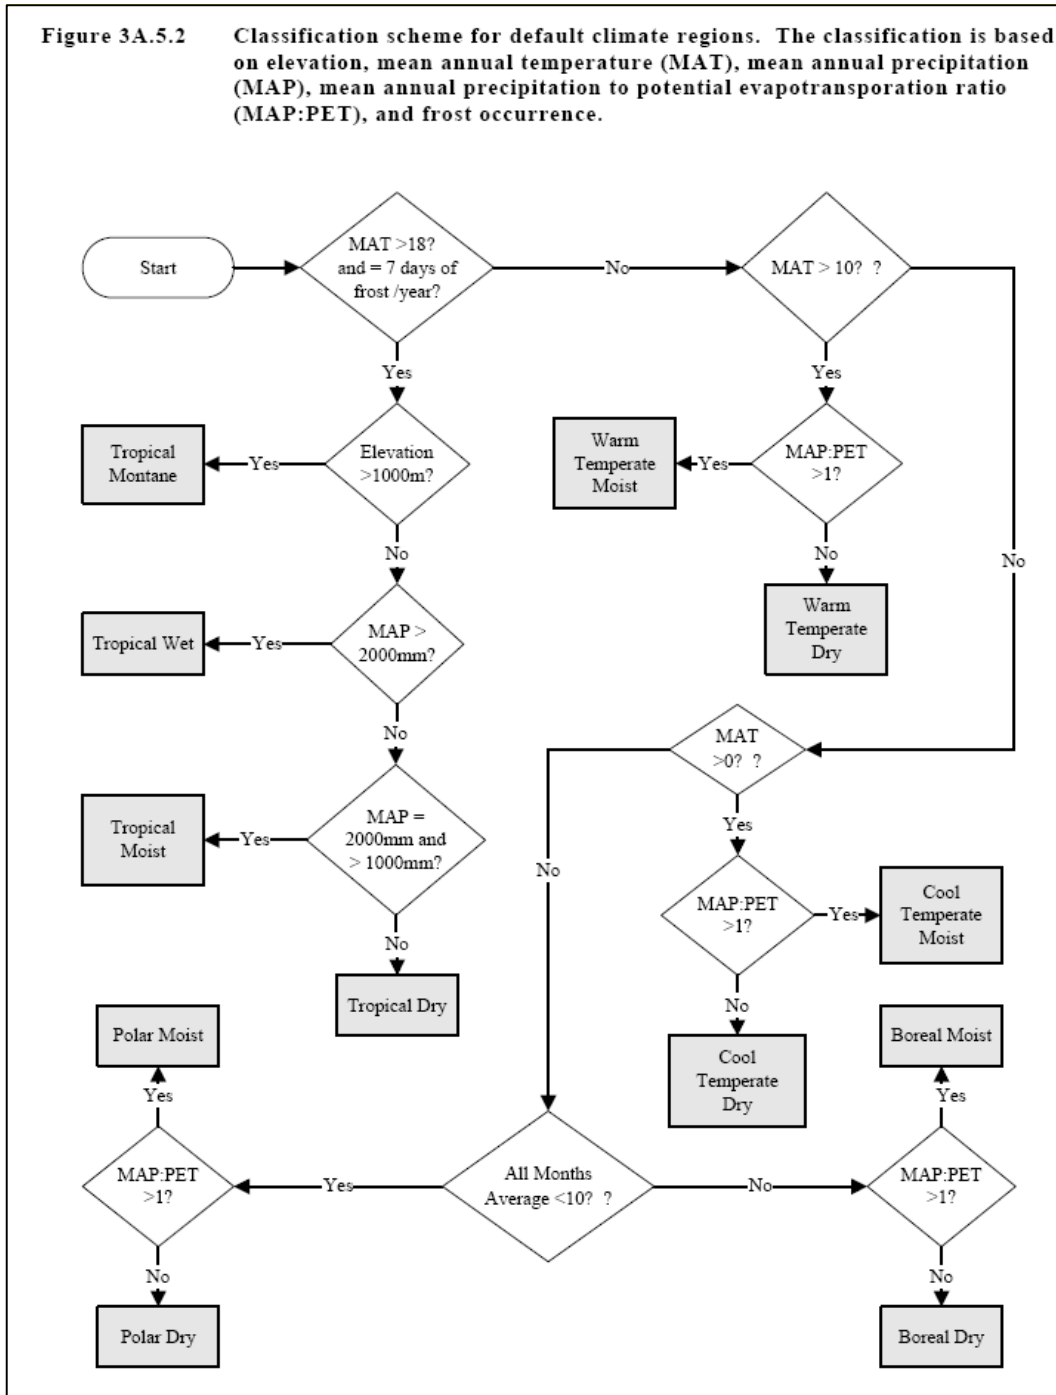 Figure 3A.5.2 Classification scheme for default climate regions. The classification is based
on elevation, mean annual temperature (MAT), mean annual precipitation
(MAP), mean annual precipitation to potential evapotransporation ratio
(MAP:PET), and frost occurrence.
Start
MAT >18?
and = 7 days of
frost /year?
No
MAT > 10? ?
Yes
Yes
Tropical
Montane
Yes
Elevation
>1000m?
Warm
Temperate
Moist
Yes
MAP:PET
>1?
No
No
No
Tropical Wet
Yes
MAP >
2000mm?
Warm
Temperate
Dry
No
MAT
>0? ?
Tropical
Moist
Yes
MAP =
2000mm and
> 1000mm?
Yes
No
MAP:PET
>1?
Yes
Cool
Temperate
Moist
No
Tropical Dry
No
Cool
Temperate
Dry
Polar Moist
Boreal Moist
Yes
Yes
MAP:PET
>1?
Yes
All Months
Average <10? ?
No
MAP:PET
>1?
No
No
Polar Dry
Boreal Dry